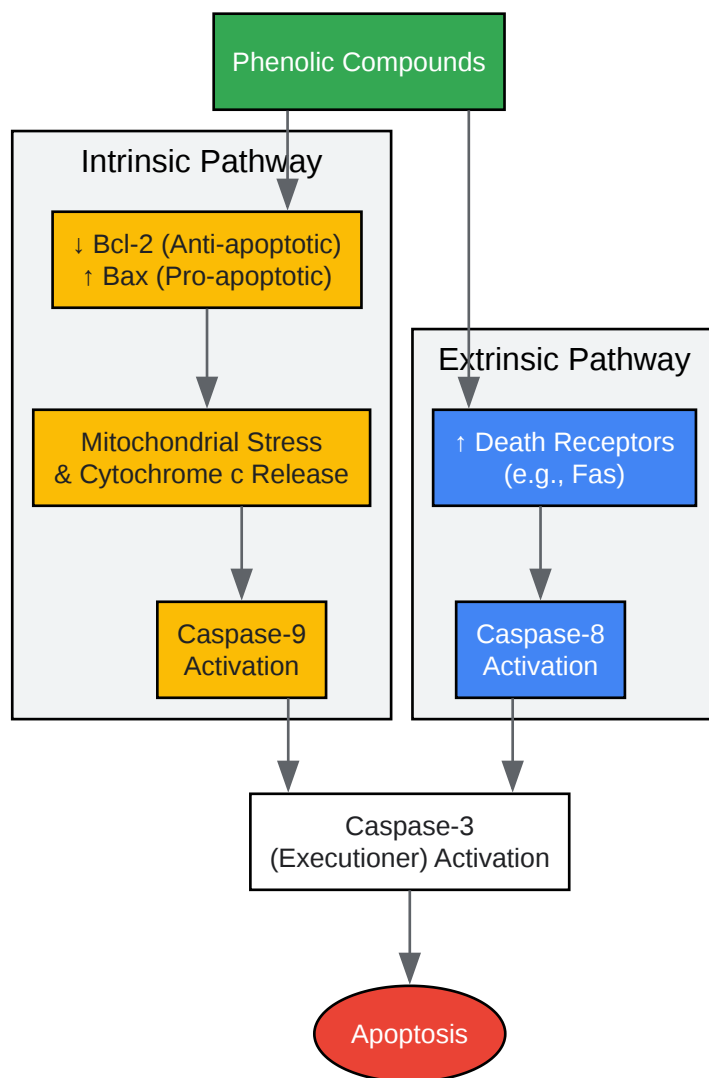 Phenolic Compounds
Intrinsic Pathway
↓ Bcl-2 (Anti-apoptotic)
↑ Bax (Pro-apoptotic)
Mitochondrial Stress
& Cytochrome c Release
Caspase-9
Activation
Extrinsic Pathway
↑ Death Receptors
(e.g., Fas)
Caspase-8
Activation
Caspase-3
(Executioner) Activation
Apoptosis